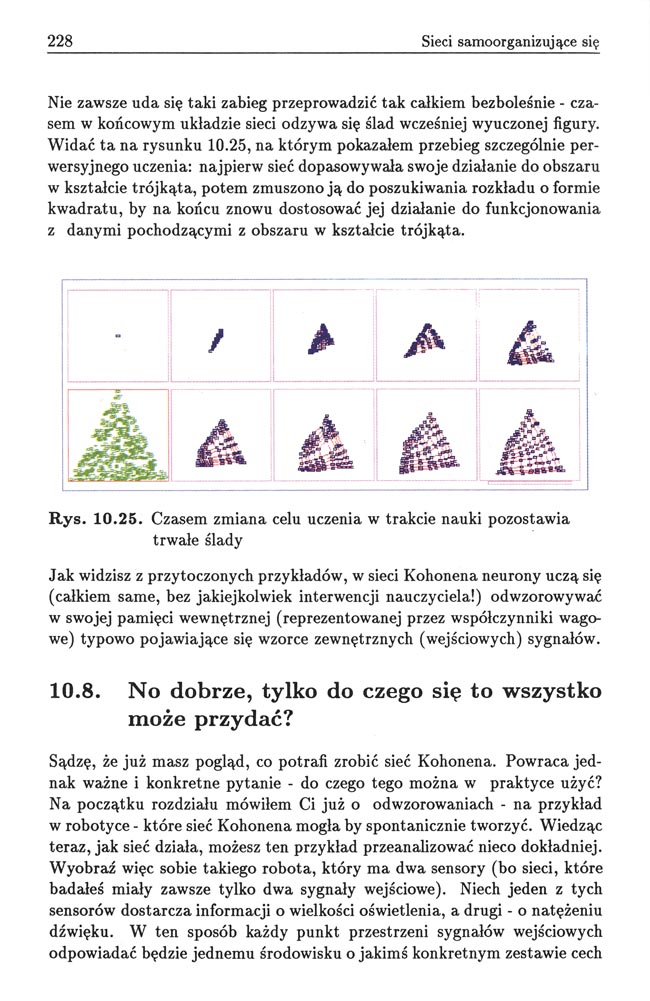 228 Sieci samoorganizujące się
Nie zawsze uda się taki zabieg przeprowadzić tak całkiem bezboleśnie - cza-
sem w końcowym układzie sieci odzywa się ślad wcześniej wyuczonej figury.
Widać ta na rysunku 10.25, na którym pokazałem przebieg szczególnie per-
wersyjnego uczenia: najpierw sieć dopasowywała swoje działanie do obszaru
w kształcie trójkąta, potem zmuszono ją do poszukiwania rozkładu o formie
kwadratu, by na końcu znowu dostosować jej działanie do funkcjonowania
z danymi pochodzącymi z obszaru w kształcie trójkąta.
Rys. 10.25. Czasem zmiana celu uczenia w trakcie nauki pozostawia
trwałe ślady
Jak widzisz z przytoczonych przykładów, w sieci Kohonena neurony uczą się
(całkiem same, bez jakiejkolwiek interwencji nauczyciela!) odwzorowywać
w swojej pamięci wewnętrznej (reprezentowanej przez współczynniki wago-
we) typowo pojawiające się wzorce zewnętrznych (wejściowych) sygnałów.
10.8. No dobrze, tylko do czego się to wszystko
może przydać?
Sądzę, że już masz pogląd, co potrafi zrobić sieć Kohonena. Powraca jed-
nak ważne i konkretne pytanie - do czego tego można w praktyce użyć?
Na początku rozdziału mówiłem Ci już o odwzorowaniach - na przykład
w robotyce - które sieć Kohonena mogła by spontanicznie tworzyć. Wiedząc
teraz, jak sieć działa, możesz ten przykład przeanalizować nieco dokładniej.
Wyobraź więc sobie takiego robota, który ma dwa sensory (bo sieci, które
badałeś miały zawsze tylko dwa sygnały wejściowe). Niech jeden z tych
sensorów dostarcza informacji o wielkości oświetlenia, a drugi - o natężeniu
dźwięku. W ten sposób każdy punkt przestrzeni sygnałów wejściowych
odpowiadać będzie jednemu środowisku o jakimś konkretnym zestawie cech